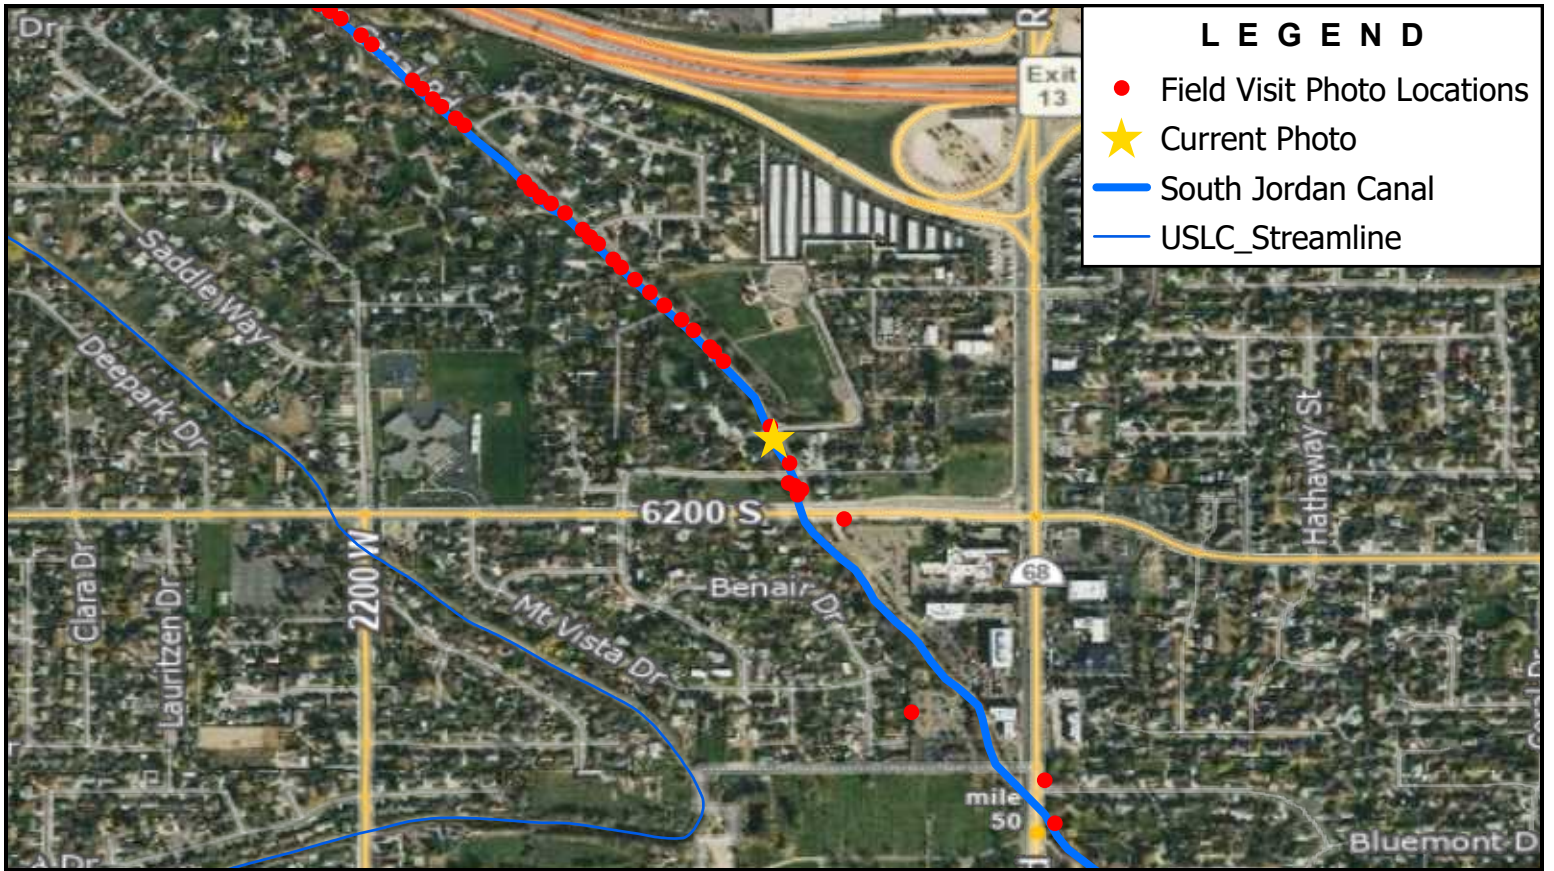 Dr
R
Exit
13
L E G E N D
Field Visit Photo Locations
Current Photo
South Jordan Canal
USLC_Streamline
Saddle Way
Deepark Dr
Hathaway St
6200 S
2200 W
68
Clara Dr
Lauritzen Dr
Mt Vista Dr
Benair Dr
mile
50
Bluemont D
Dr